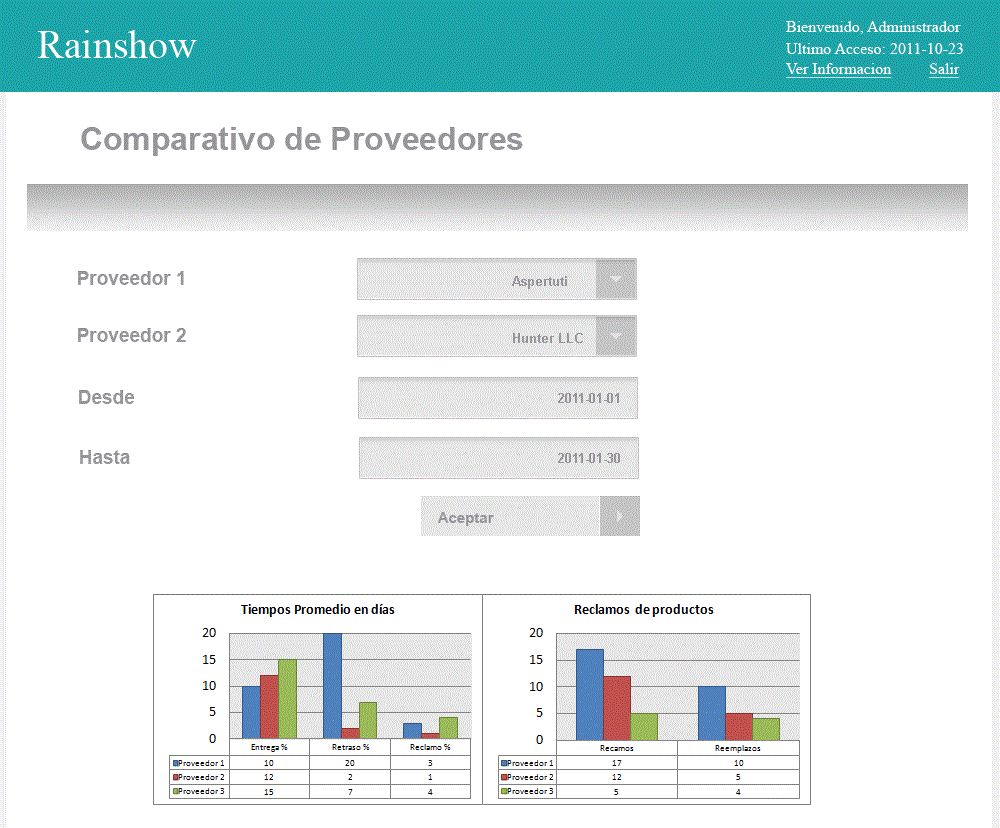 Rainshow
Bienvenido, Administrador
Ultimo Acceso: 2011-10-23
Ver Informacion Salir
Comparativo de Proveedores
Proveedor 1 Aspertuti
Proveedor 2 Hunter LLC
Desde 2011-01-01
Hasta 2011-01-30
Aceptar
Tiempos Promedio en días
20
15
10
5
0
Entrega % Retraso % Reclamo %
Proveedor 1 10 20 3
Proveedor 2 12 2 1
Proveedor 3 15 7 4
Reclamos de productos
20
15
10
5
0
Recamos Reemplazos
Proveedor 1 17 10
Proveedor 2 12 5
Proveedor 3 5 4